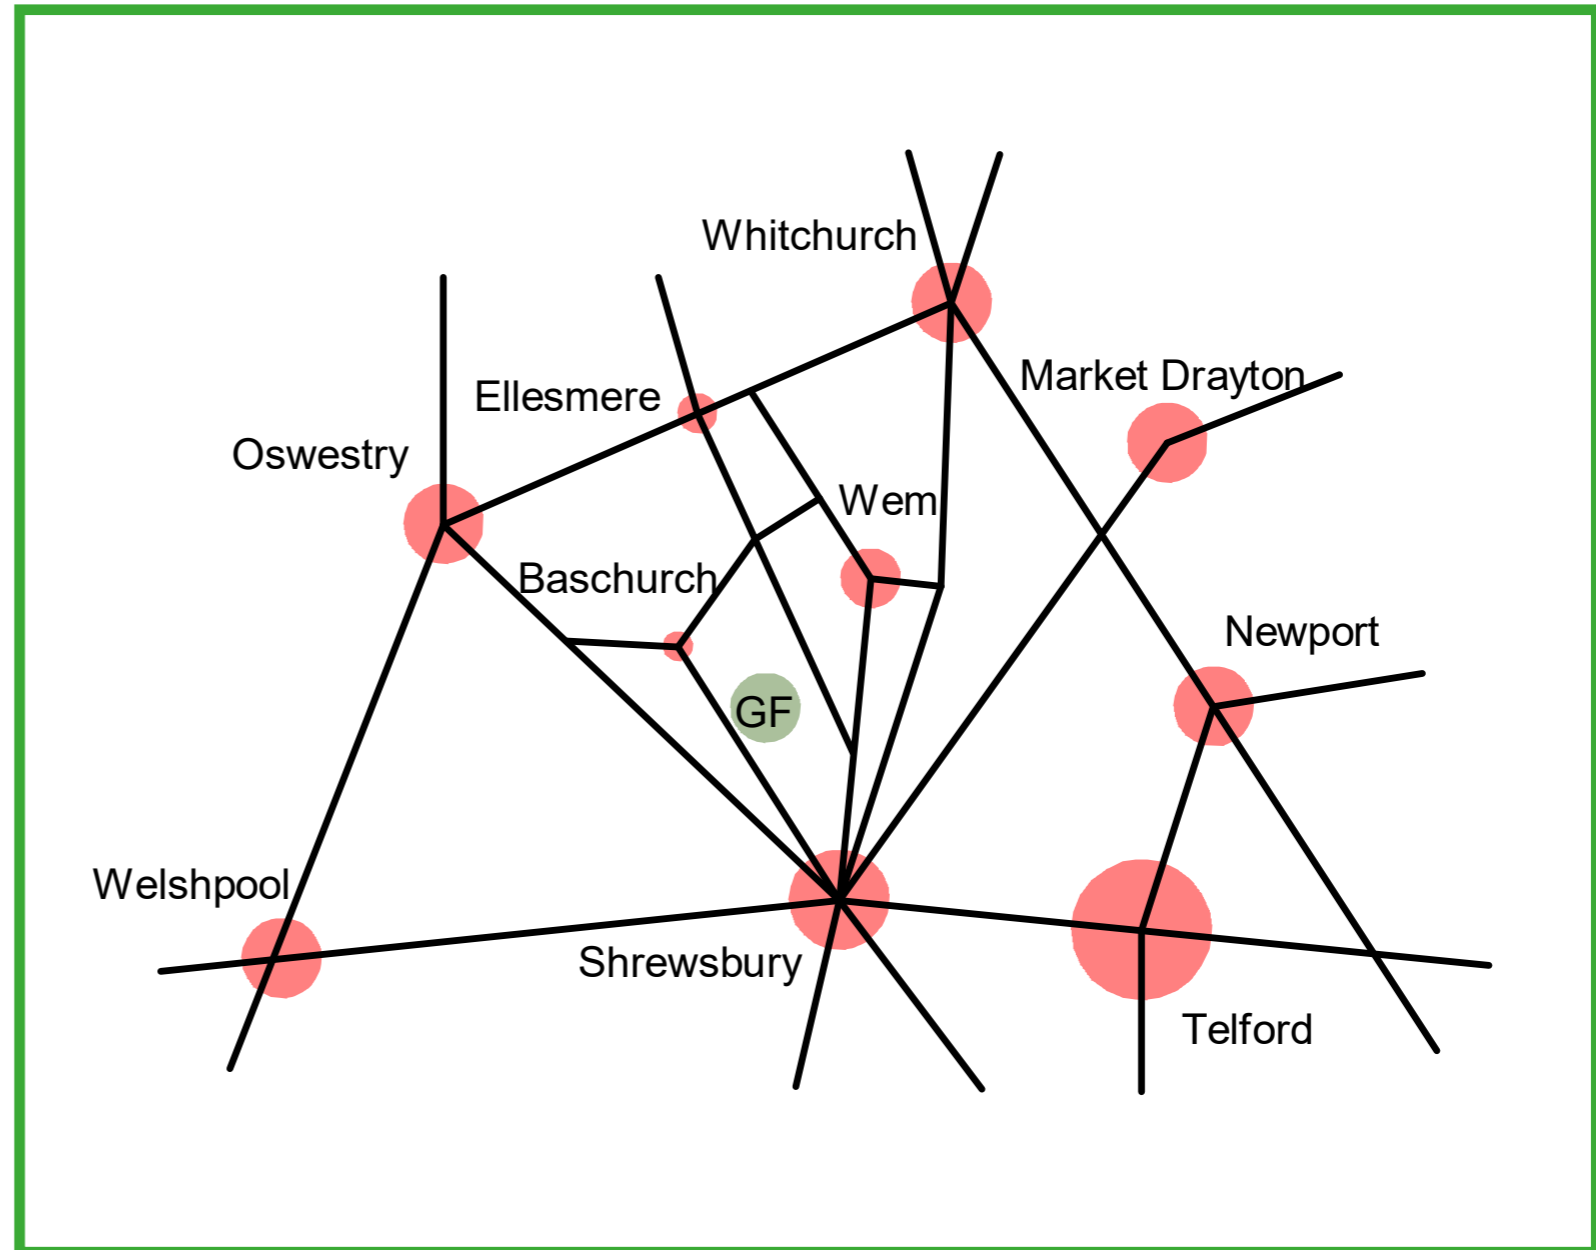 Whitchurch
Market Drayton
Ellesmere
Oswestry
Wem
Baschurch
Newport
GF
Welshpool
Shrewsbury
Telford